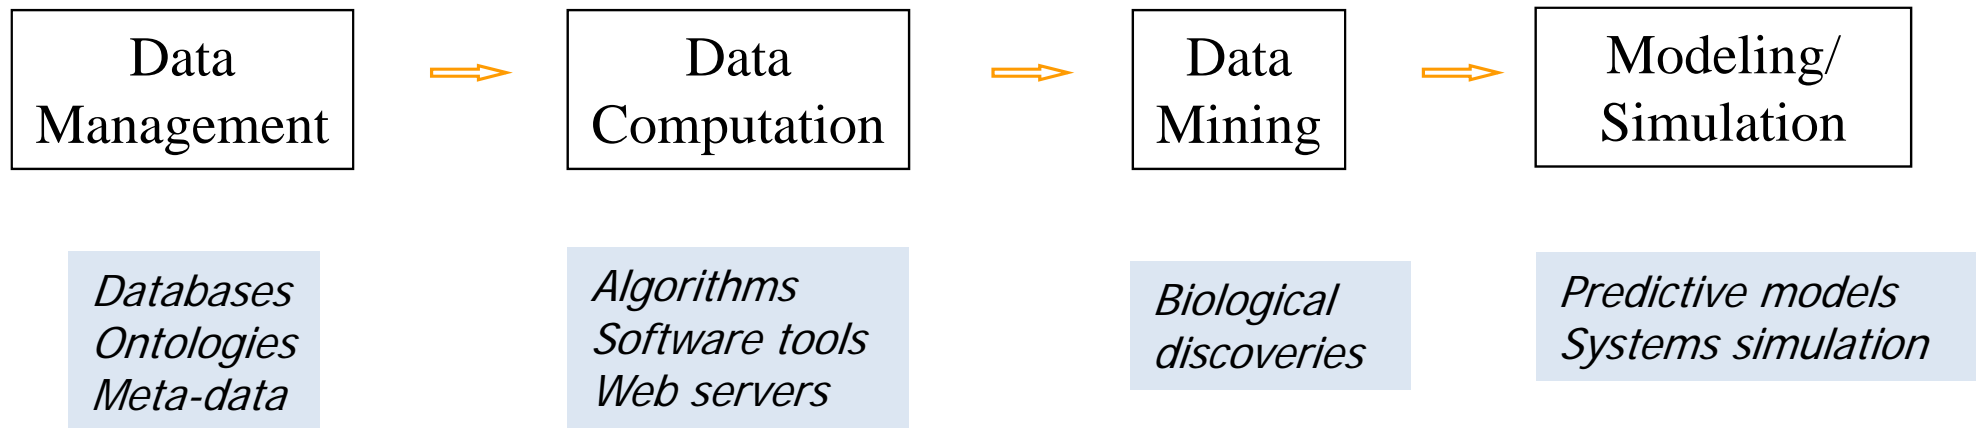 Data
Management
Data
Computation
Data
Mining
Modeling/
Simulation
Databases
Ontologies
Meta-data
Algorithms
Software tools
Web servers
Biological
discoveries
Predictive models
Systems simulation